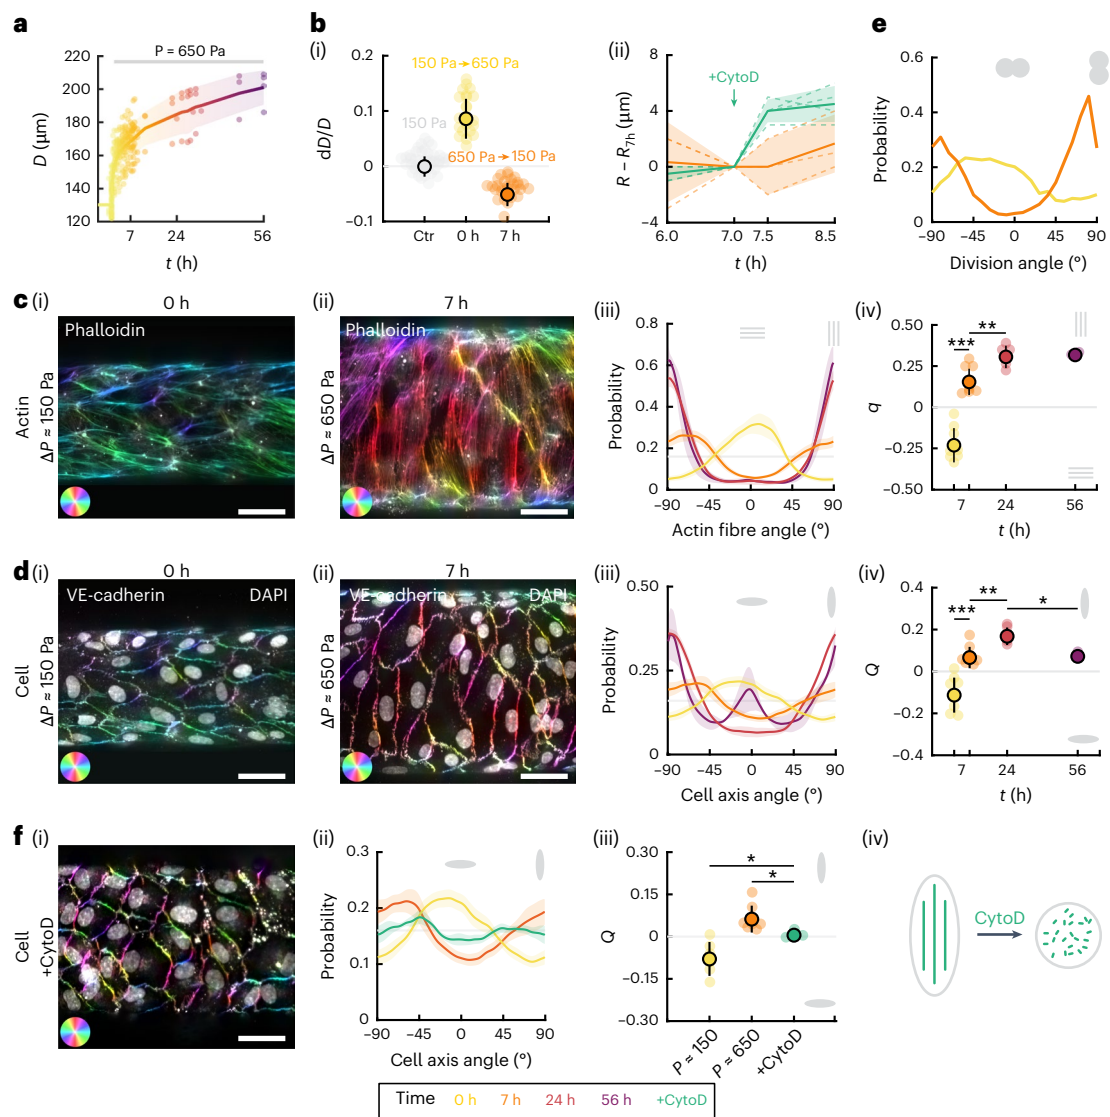 a
P = 650 Pa
220
200
180
160
140
120
D (µm)
7 24 56
t (h)
b
(i)
0.2
0.1
0
–0.1
dD/D
150 Pa→650 Pa
150 Pa
650 Pa→150 Pa
Ctr 0 h 7 h
(ii)
8
4
0
–4
R – R7h (µm)
+CytoD
6.0 7.0 7.5 8.5
t (h)
e
0.6
0.4
0.2
0
Probability
–90 –45 0 45 90
Division angle (°)
c (i)
0 h
Phalloidin
Actin
ΔP ≈ 150 Pa
(ii)
7 h
Phalloidin
ΔP ≈ 650 Pa
(iii)
0.8
0.6
0.4
0.2
0
Probability
–90 –45 0 45 90
Actin fibre angle (°)
(iv)
0.50
0.25
0
–0.25
–0.50
q
*** **
7 24 56
t (h)
d (i)
0 h
VE-cadherin DAPI
Cell
ΔP ≈ 150 Pa
(ii)
7 h
VE-cadherin DAPI
ΔP ≈ 650 Pa
(iii)
0.50
0.25
0
Probability
–90 –45 0 45 90
Cell axis angle (°)
(iv)
0.4
0.2
0
–0.2
–0.4
Q
*** ** *
7 24 56
t (h)
f (i)
Cell
+CytoD
(ii)
0.3
0.2
0.1
0
Probability
–90 –45 0 45 90
Cell axis angle (°)
(iii)
0.30
0.15
0
–0.15
–0.30
Q
*
*
P ≈ 150
P ≈ 650
+CytoD
(iv)
CytoD
Time 0 h 7 h 24 h 56 h +CytoD